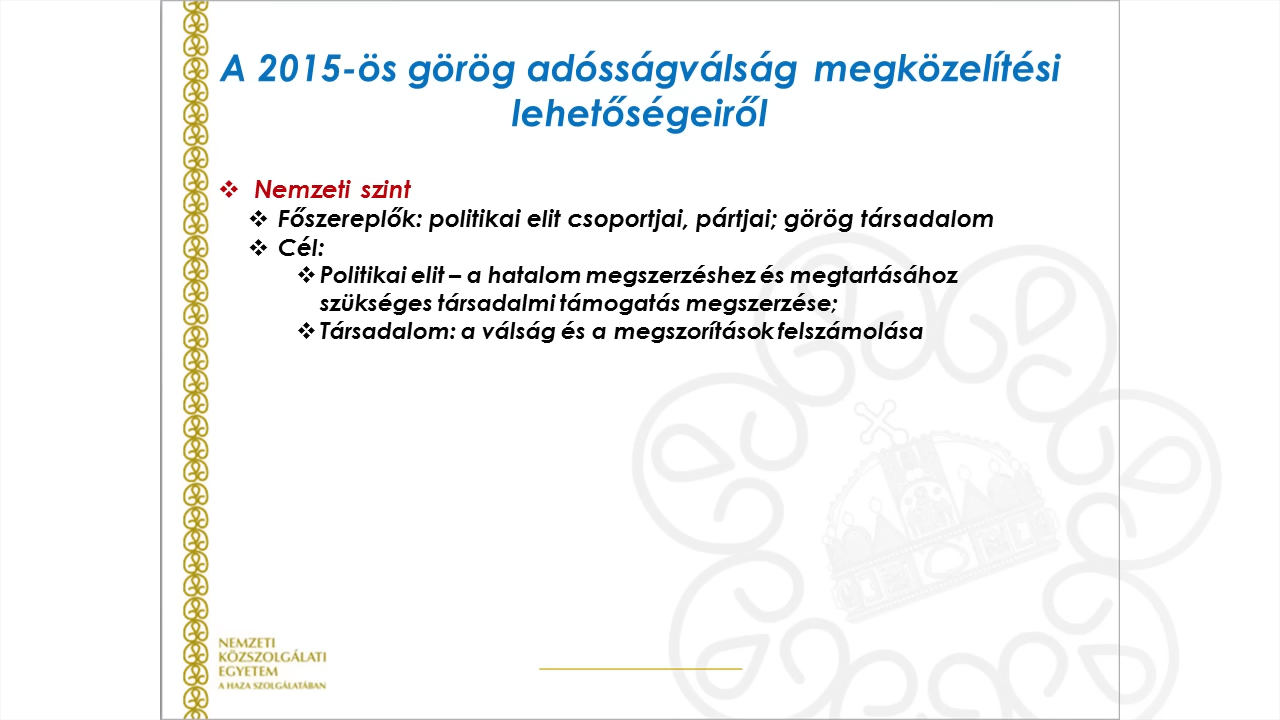 A 2015-ös görög adósságválság megközelítési
lehetőségeiről
❖ Nemzeti szint
❖ Főszereplők: politikai elit csoportjai, pártjai; görög társadalom
❖ Cél:
❖ Politikai elit – a hatalom megszerzéshez és megtartásához
szükséges társadalmi támogatás megszerzése;
❖ Társadalom: a válság és a megszorítások felszámolása
NEMZETI
KÖZSZOLGÁLATI
EGYETEM
A HAZA SZOLGÁLATÁBAN